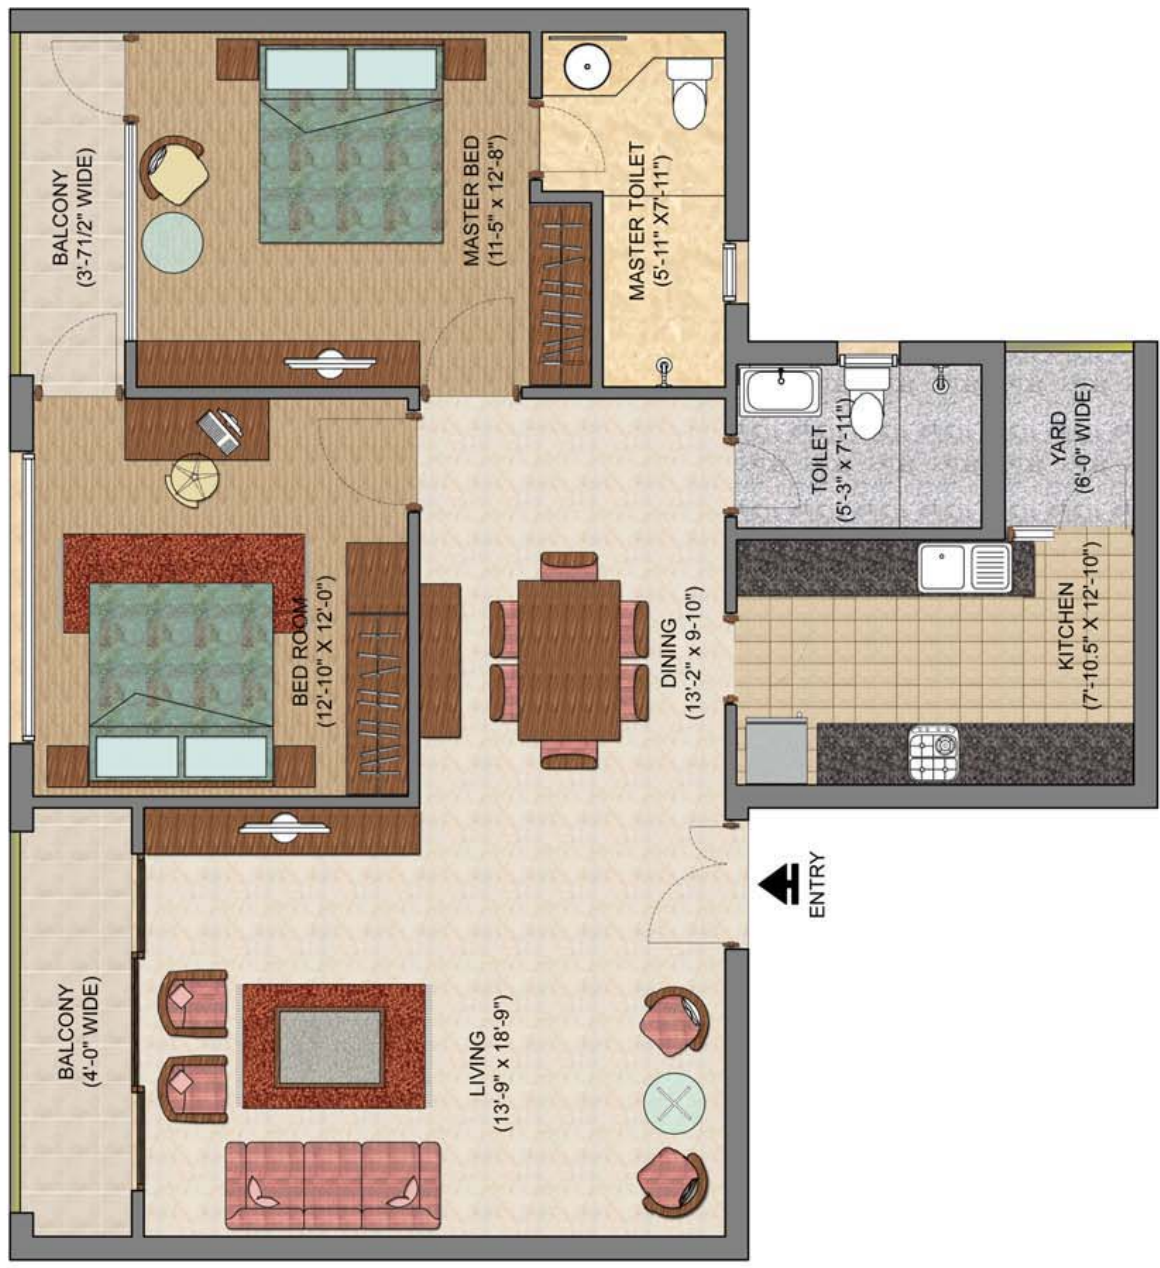 BALCONY
(3'-71/2" WIDE)
MASTER BED
(11-5" x 12'-8")
MASTER TOILET
(5'-11" X7'-11")
TOILET
(5'-3" x 7'-11")
YARD
(6'-0" WIDE)
BED ROOM
(12'-10" X 12'-0")
DINING
(13'-2" x 9-10")
KITCHEN
(7'-10.5" X 12'-10")
ENTRY
BALCONY
(4'-0" WIDE)
LIVING
(13'-9" x 18'-9")